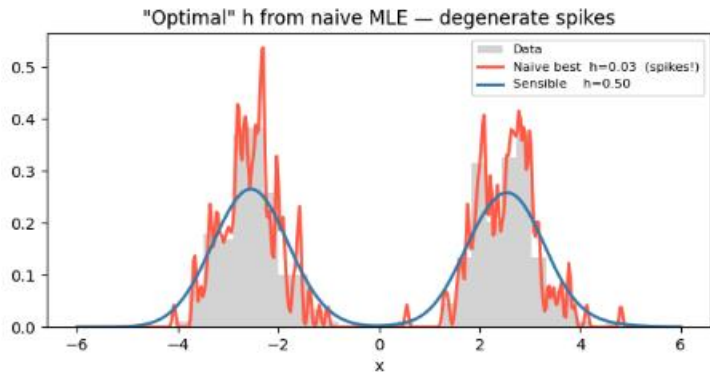 "Optimal" h from naive MLE — degenerate spikes
Data
Naive best h=0.03 (spikes!)
Sensible h=0.50
0.5
0.4
0.3
0.2
0.1
0.0
−6
−4
−2
0
2
4
6
x